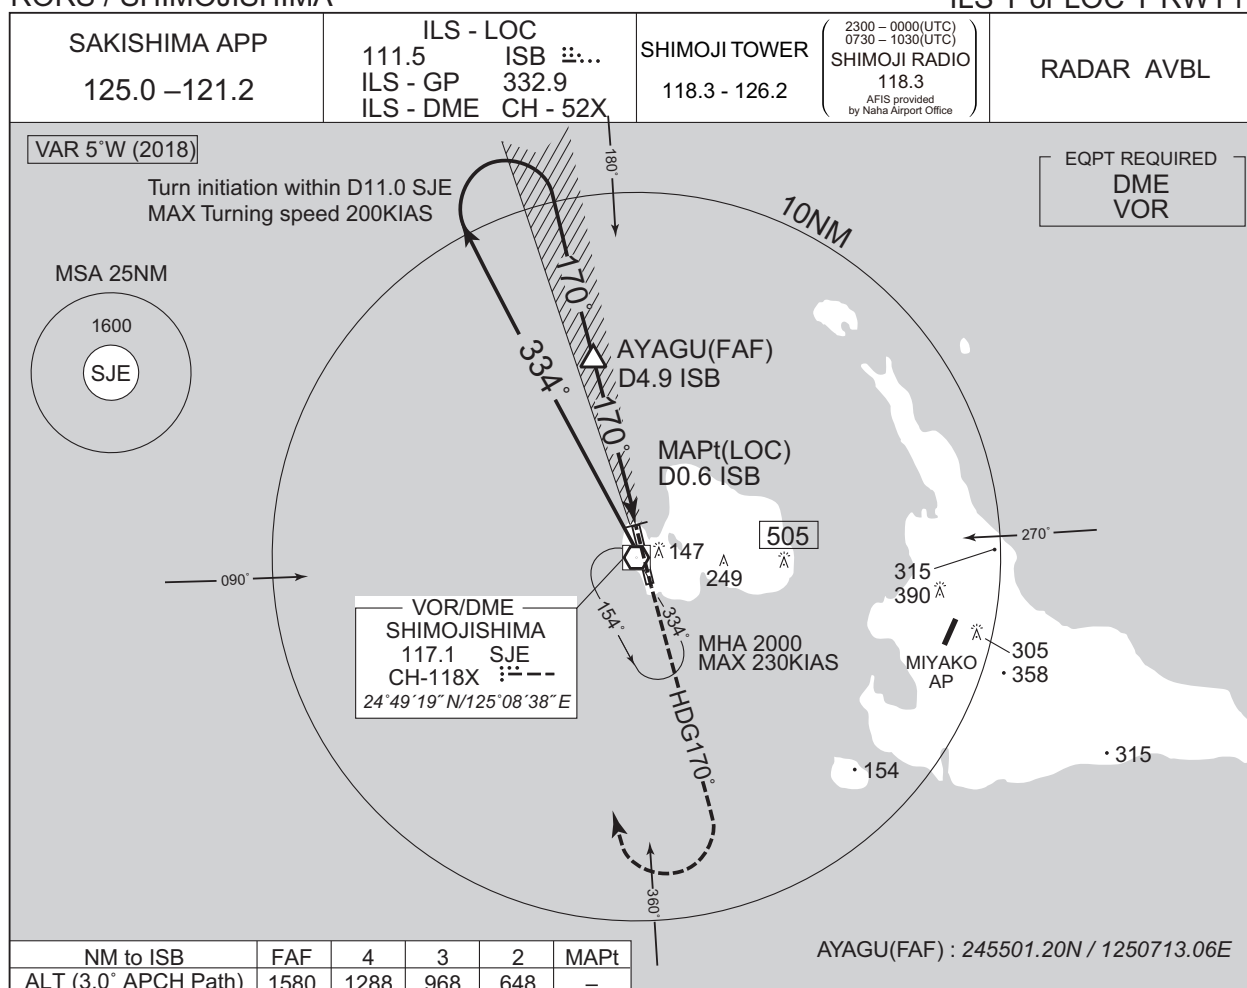 RORS / SHIMOJISHIMA
SAKISHIMA APP
125.0 –121.2
ILS - LOC
111.5 ISB
ILS - GP 332.9
ILS - DME CH - 52X
SHIMOJI TOWER
118.3 - 126.2
2300 – 0000(UTC)
0730 – 1030(UTC)
SHIMOJI RADIO
118.3
AFIS provided
by Naha Airport Office
RADAR AVBL
VAR 5°W (2018)
Turn initiation within D11.0 SJE
MAX Turning speed 200KIAS
180°
EQPT REQUIRED
DME
VOR
10NM
MSA 25NM
1600
SJE
170°
334°
AYAGU(FAF)
D4.9 ISB
170°
MAPt(LOC)
D0.6 ISB
505
147
249
270°
315
390
090°
VOR/DME
SHIMOJISHIMA
117.1 SJE
CH-118X
24°49´19˝N/125°08´38˝E
154°
334°
MHA 2000
MAX 230KIAS
MIYAKO
AP
305
358
HDG170°
154
315
360°
NM to ISB FAF 4 3 2 MAPt
ALT (3.0° APCH Path) 1580 1288 968 648 –
AYAGU(FAF) : 245501.20N / 1250713.06E